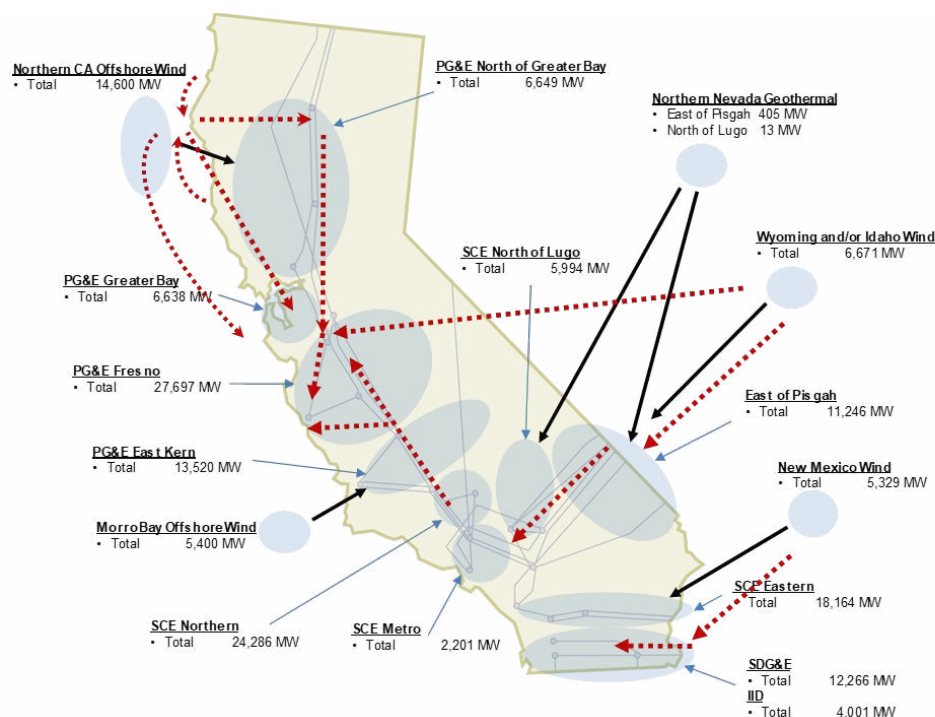 Northern CA Offshore Wind
• Total 14,600 MW
PG&E North of Greater Bay
• Total 6,649 MW
Northern Nevada Geothermal
• East of Pisgah 405 MW
• North of Lugo 13 MW
SCE North of Lugo
• Total 5,994 MW
Wyoming and/or Idaho Wind
• Total 6,671 MW
PG&E Greater Bay
• Total 6,638 MW
PG&E Fresno
• Total 27,697 MW
East of Pisgah
• Total 11,246 MW
PG&E East Kern
• Total 13,520 MW
New Mexico Wind
• Total 5,329 MW
Morro Bay Offshore Wind
• Total 5,400 MW
SCE Eastern
Total 18,164 MW
SCE Northern
• Total 24,286 MW
SCE Metro
• Total 2,201 MW
SDG&E
• Total 12,266 MW
IID
• Total 4,001 MW